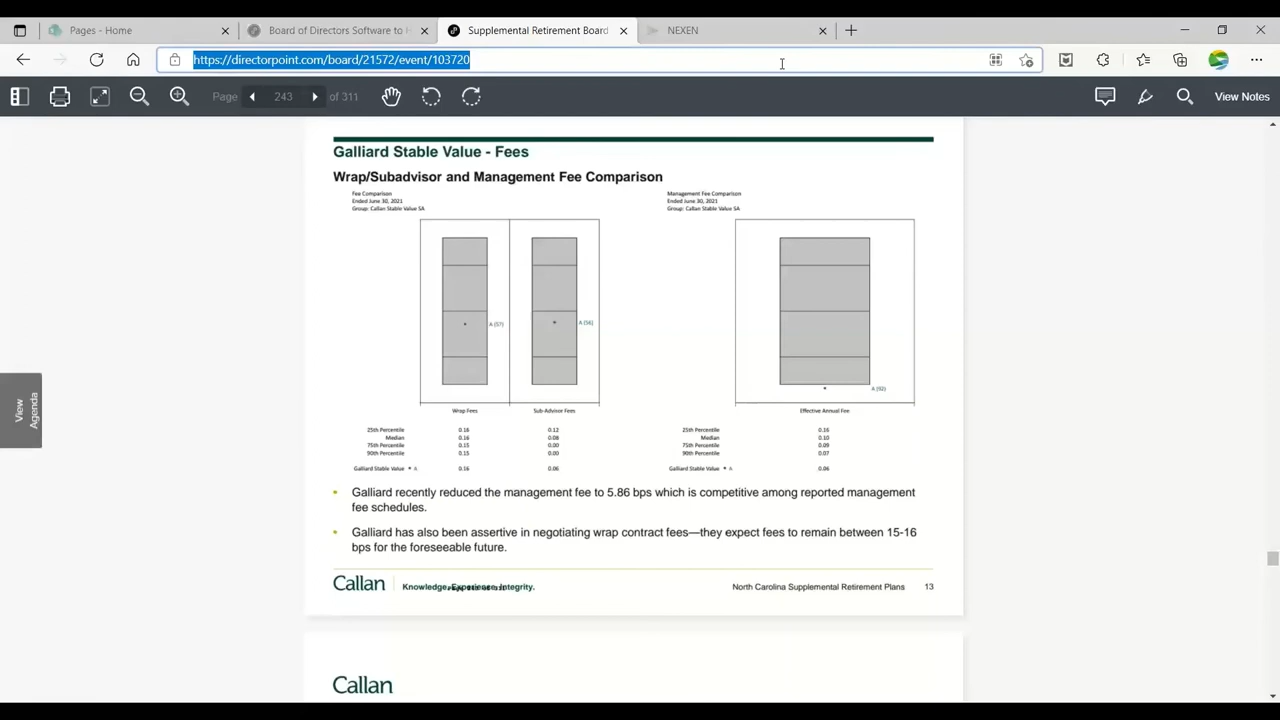 Pages - Home
Board of Directors Software to H
Supplemental Retirement Board
NEXEN
https://directorpoint.com/board/21572/event/103720
Page 243 of 311
View Notes
View Agenda
Galliard Stable Value - Fees
Wrap/Subadvisor and Management Fee Comparison
Fee Comparison
Ended June 30, 2021
Group: Callan Stable Value SA
A (57)
A (56)
Wrap Fees Sub-Advisor Fees
25th Percentile 0.16 0.12
Median 0.16 0.08
75th Percentile 0.15 0.00
90th Percentile 0.15 0.00
Galliard Stable Value A 0.16 0.06
Management Fee Comparison
Ended June 30, 2021
Group: Callan Stable Value SA
A (92)
Effective Annual Fee
25th Percentile 0.16
Median 0.10
75th Percentile 0.09
90th Percentile 0.07
Galliard Stable Value A 0.06
Galliard recently reduced the management fee to 5.86 bps which is competitive among reported management
fee schedules.
Galliard has also been assertive in negotiating wrap contract fees—they expect fees to remain between 15-16
bps for the foreseeable future.
Callan
Knowledge. Experience. Integrity.
North Carolina Supplemental Retirement Plans 13
Callan